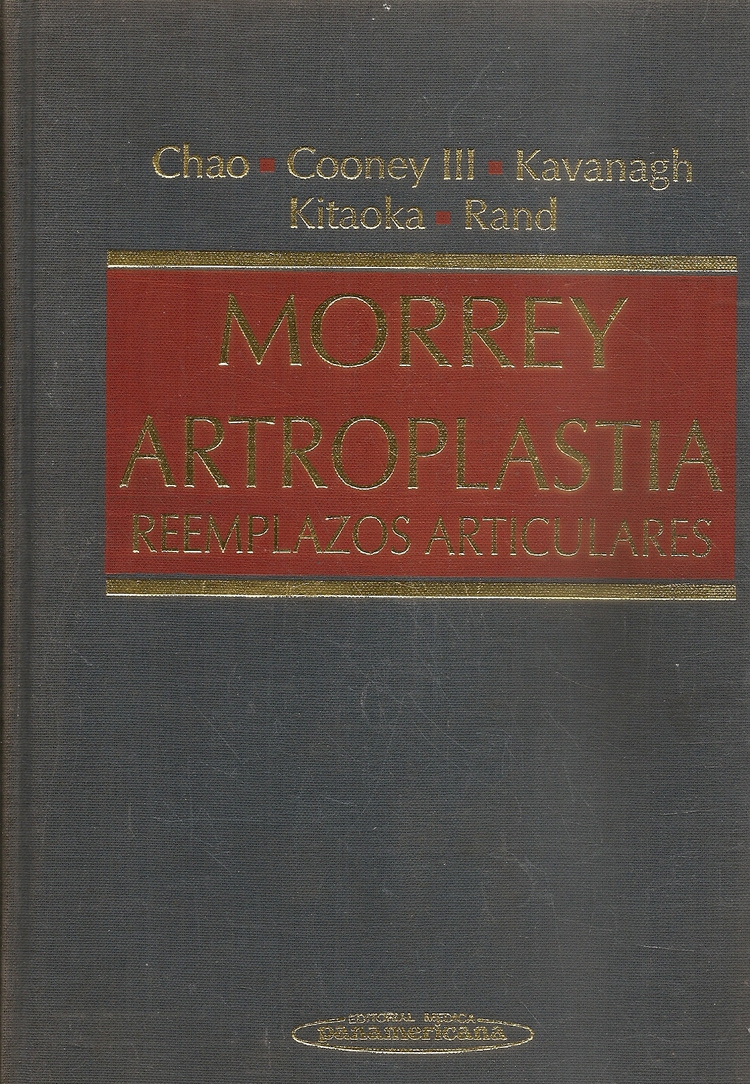 Chao ▪ Cooney III ▪ Kavanagh
Kitaoka ▪ Rand
MORREY
ARTROPLASTIA
REEMPLAZOS ARTICULARES
EDITORIAL MEDICA
panamericana